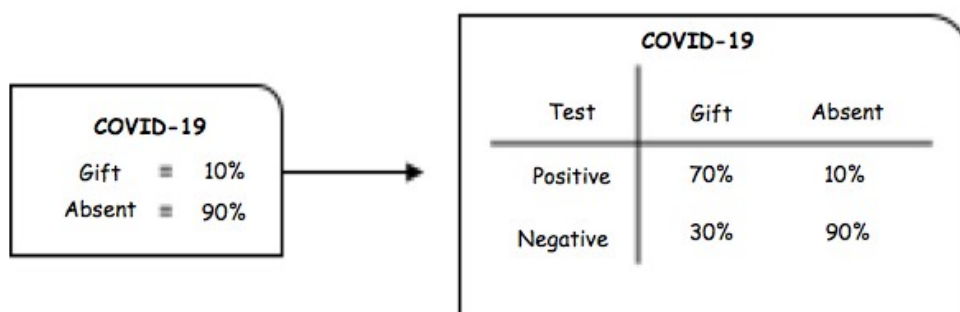 COVID-19
Gift = 10%
Absent = 90%
COVID-19
Test Gift Absent
Positive 70% 10%
Negative 30% 90%